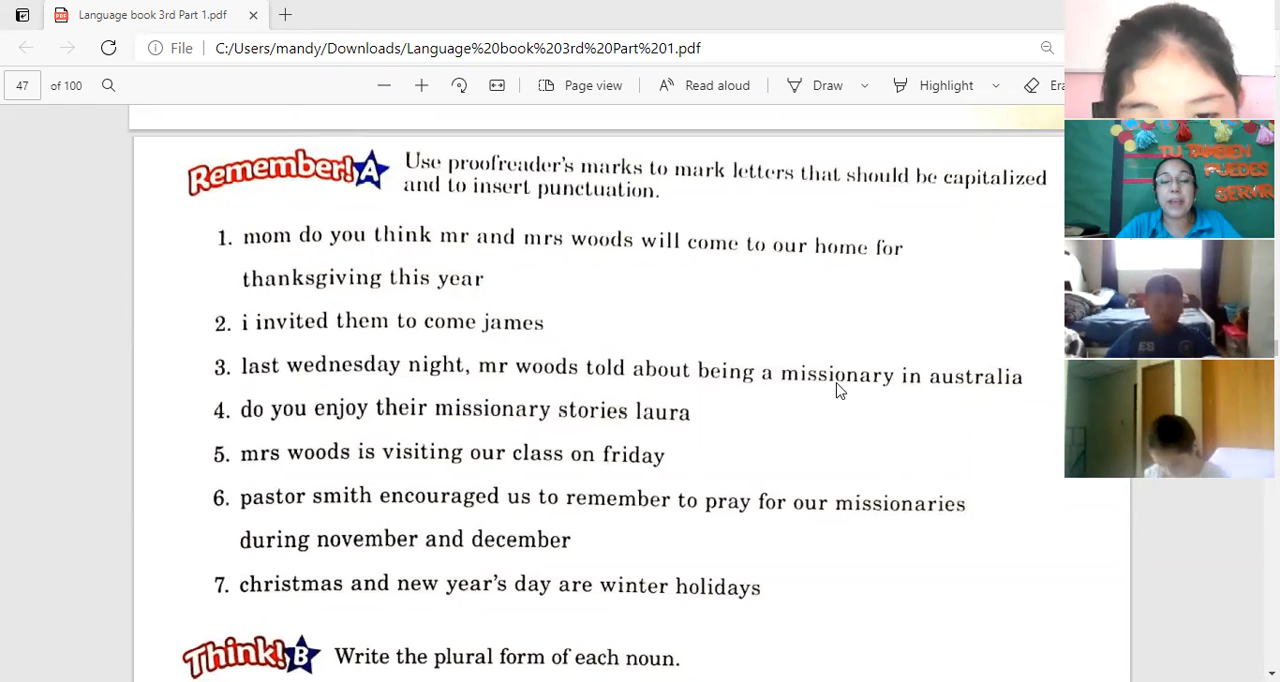 Language book 3rd Part 1.pdf
File C:/Users/mandy/Downloads/Language%20book%203rd%20Part%201.pdf
47 of 100 Page view Read aloud Draw Highlight Era
Remember! A Use proofreader's marks to mark letters that should be capitalized
and to insert punctuation.
1. mom do you think mr and mrs woods will come to our home for
thanksgiving this year
2. i invited them to come james
3. last wednesday night, mr woods told about being a missionary in australia
4. do you enjoy their missionary stories laura
5. mrs woods is visiting our class on friday
6. pastor smith encouraged us to remember to pray for our missionaries
during november and december
7. christmas and new year's day are winter holidays
Think! B Write the plural form of each noun.
TU TAMBIEN
PUEDES
SERVIR
ES